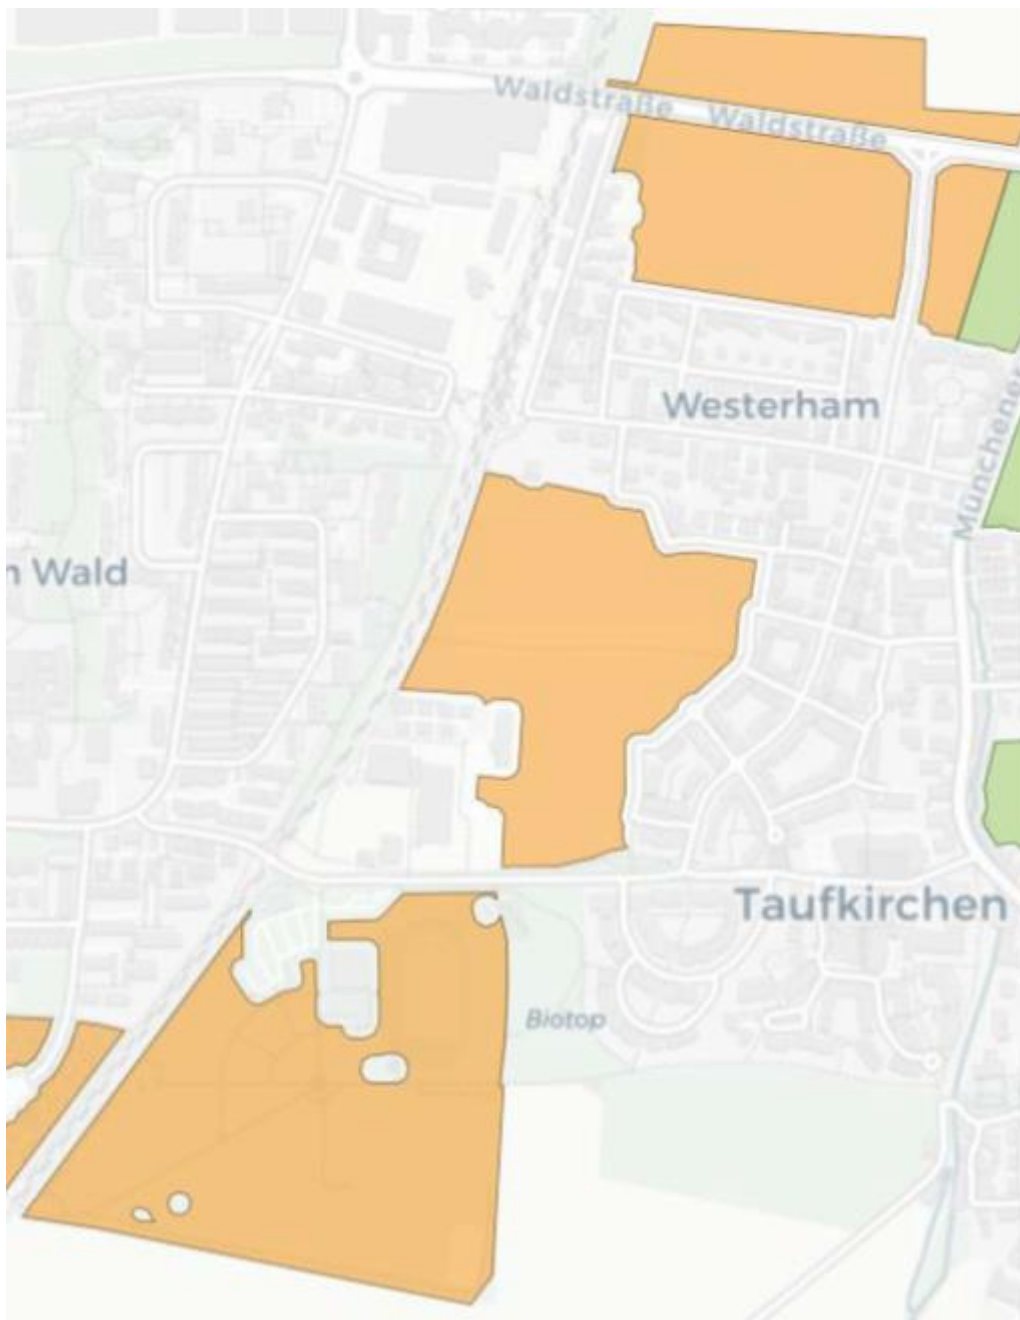 Waldstraße Waldstraße
Westerham
Münchener
n Wald
Taufkirchen
Biotop